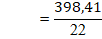 = 398,41 / 22